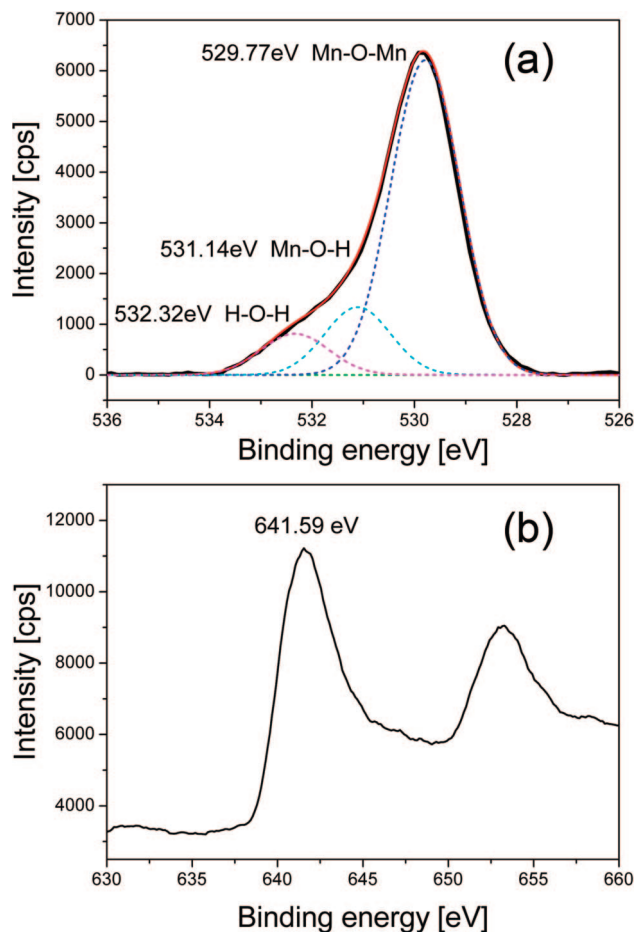 (a)
529.77eV Mn-O-Mn
531.14eV Mn-O-H
532.32eV H-O-H
Intensity [cps]
7000
6000
5000
4000
3000
2000
1000
0
536 534 532 530 528 526
Binding energy [eV]
(b)
641.59 eV
Intensity [cps]
12000
10000
8000
6000
4000
630 635 640 645 650 655 660
Binding energy [eV]